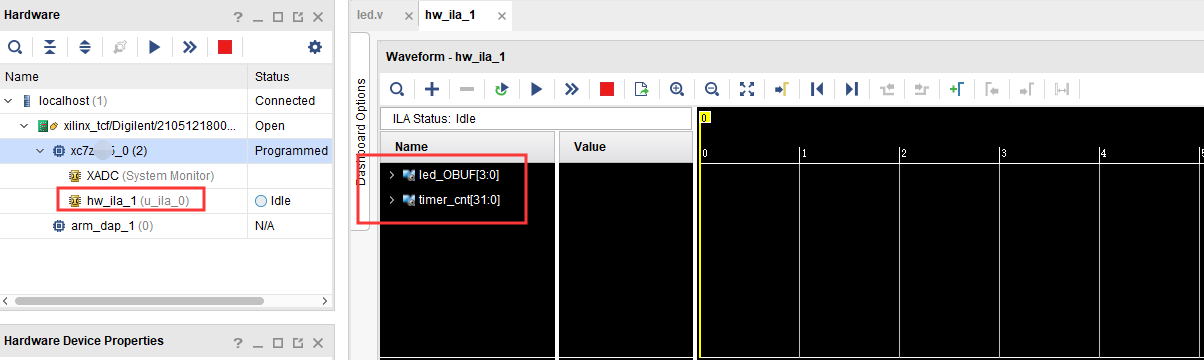 Hardware
Name Status
localhost (1) Connected
xilinx_tcf/Digilent/2105121800... Open
xc7z 5_0 (2) Programmed
XADC (System Monitor)
hw_ila_1 (u_ila_0) Idle
arm_dap_1 (0) N/A
Hardware Device Properties
led.v hw_ila_1
Dashboard Options
Waveform - hw_ila_1
ILA Status: Idle
Name Value
led_OBUF[3:0]
timer_cnt[31:0]
0
0 1 2 3 4 5